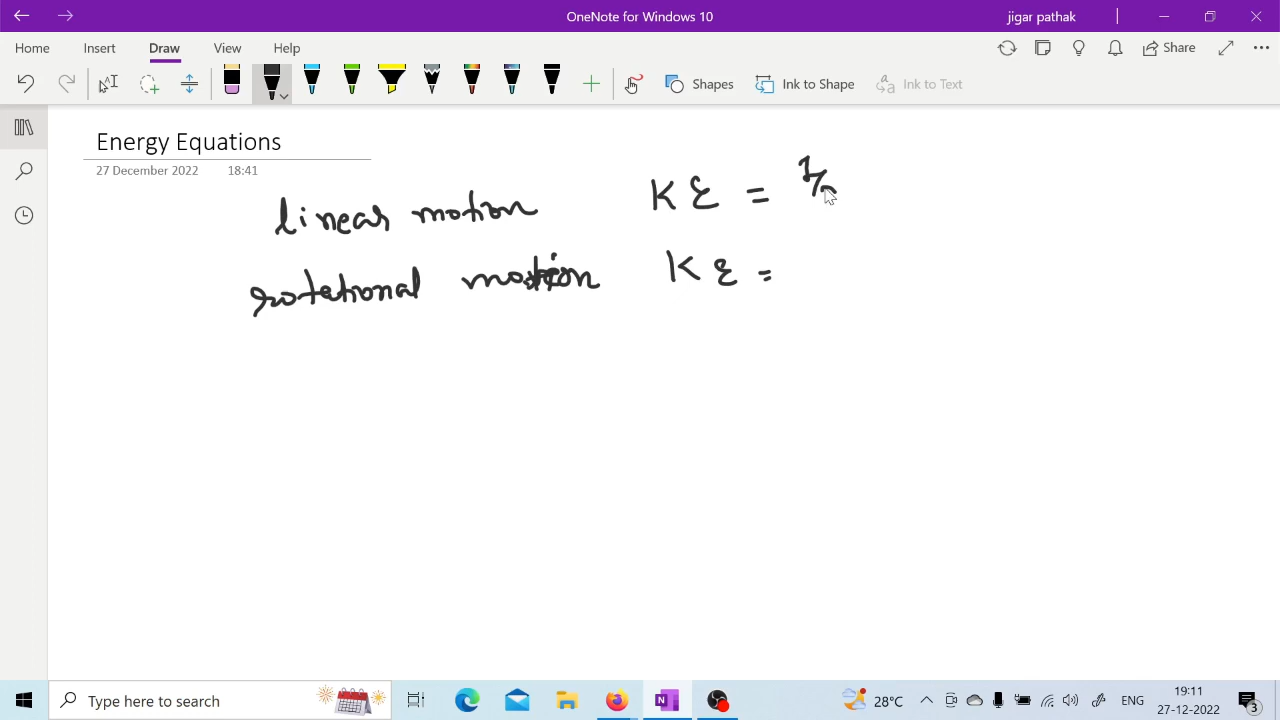 OneNote for Windows 10
jigar pathak
Home Insert Draw View Help
Share
Shapes Ink to Shape Ink to Text
Energy Equations
27 December 2022 18:41
linear motion KE = 1/
rotational motion KE =
Type here to search
28°C
ENG
19:11
27-12-2022
3